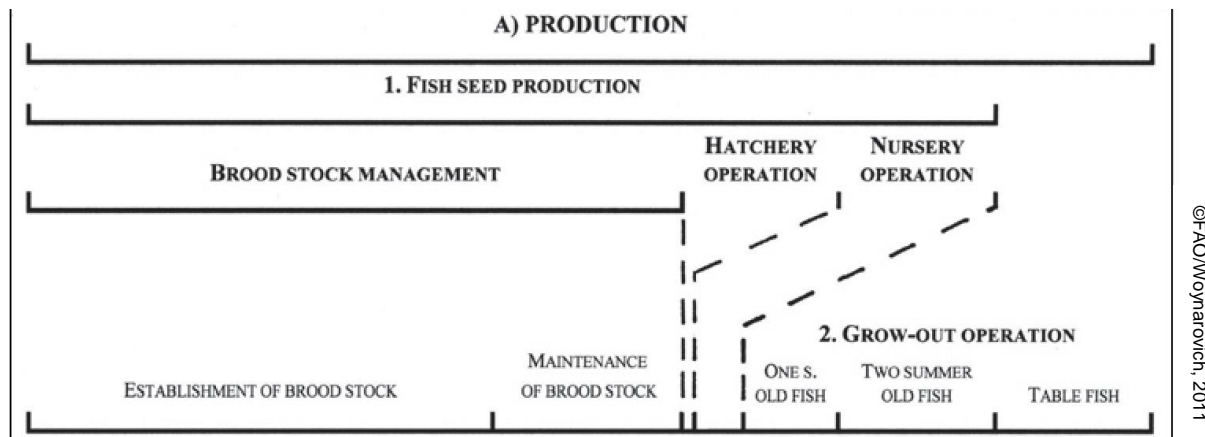 A) PRODUCTION
1. FISH SEED PRODUCTION
BROOD STOCK MANAGEMENT
HATCHERY
OPERATION
NURSERY
OPERATION
2. GROW-OUT OPERATION
ESTABLISHMENT OF BROOD STOCK
MAINTENANCE
OF BROOD STOCK
ONE S.
OLD FISH
TWO SUMMER
OLD FISH
TABLE FISH
©FAO/Woynarovich, 2011